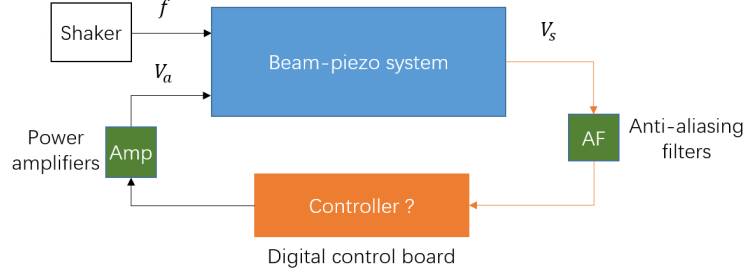 f
Shaker
Beam-piezo system
V_s
V_a
Power
amplifiers
Amp
AF
Anti-aliasing
filters
Controller ?
Digital control board